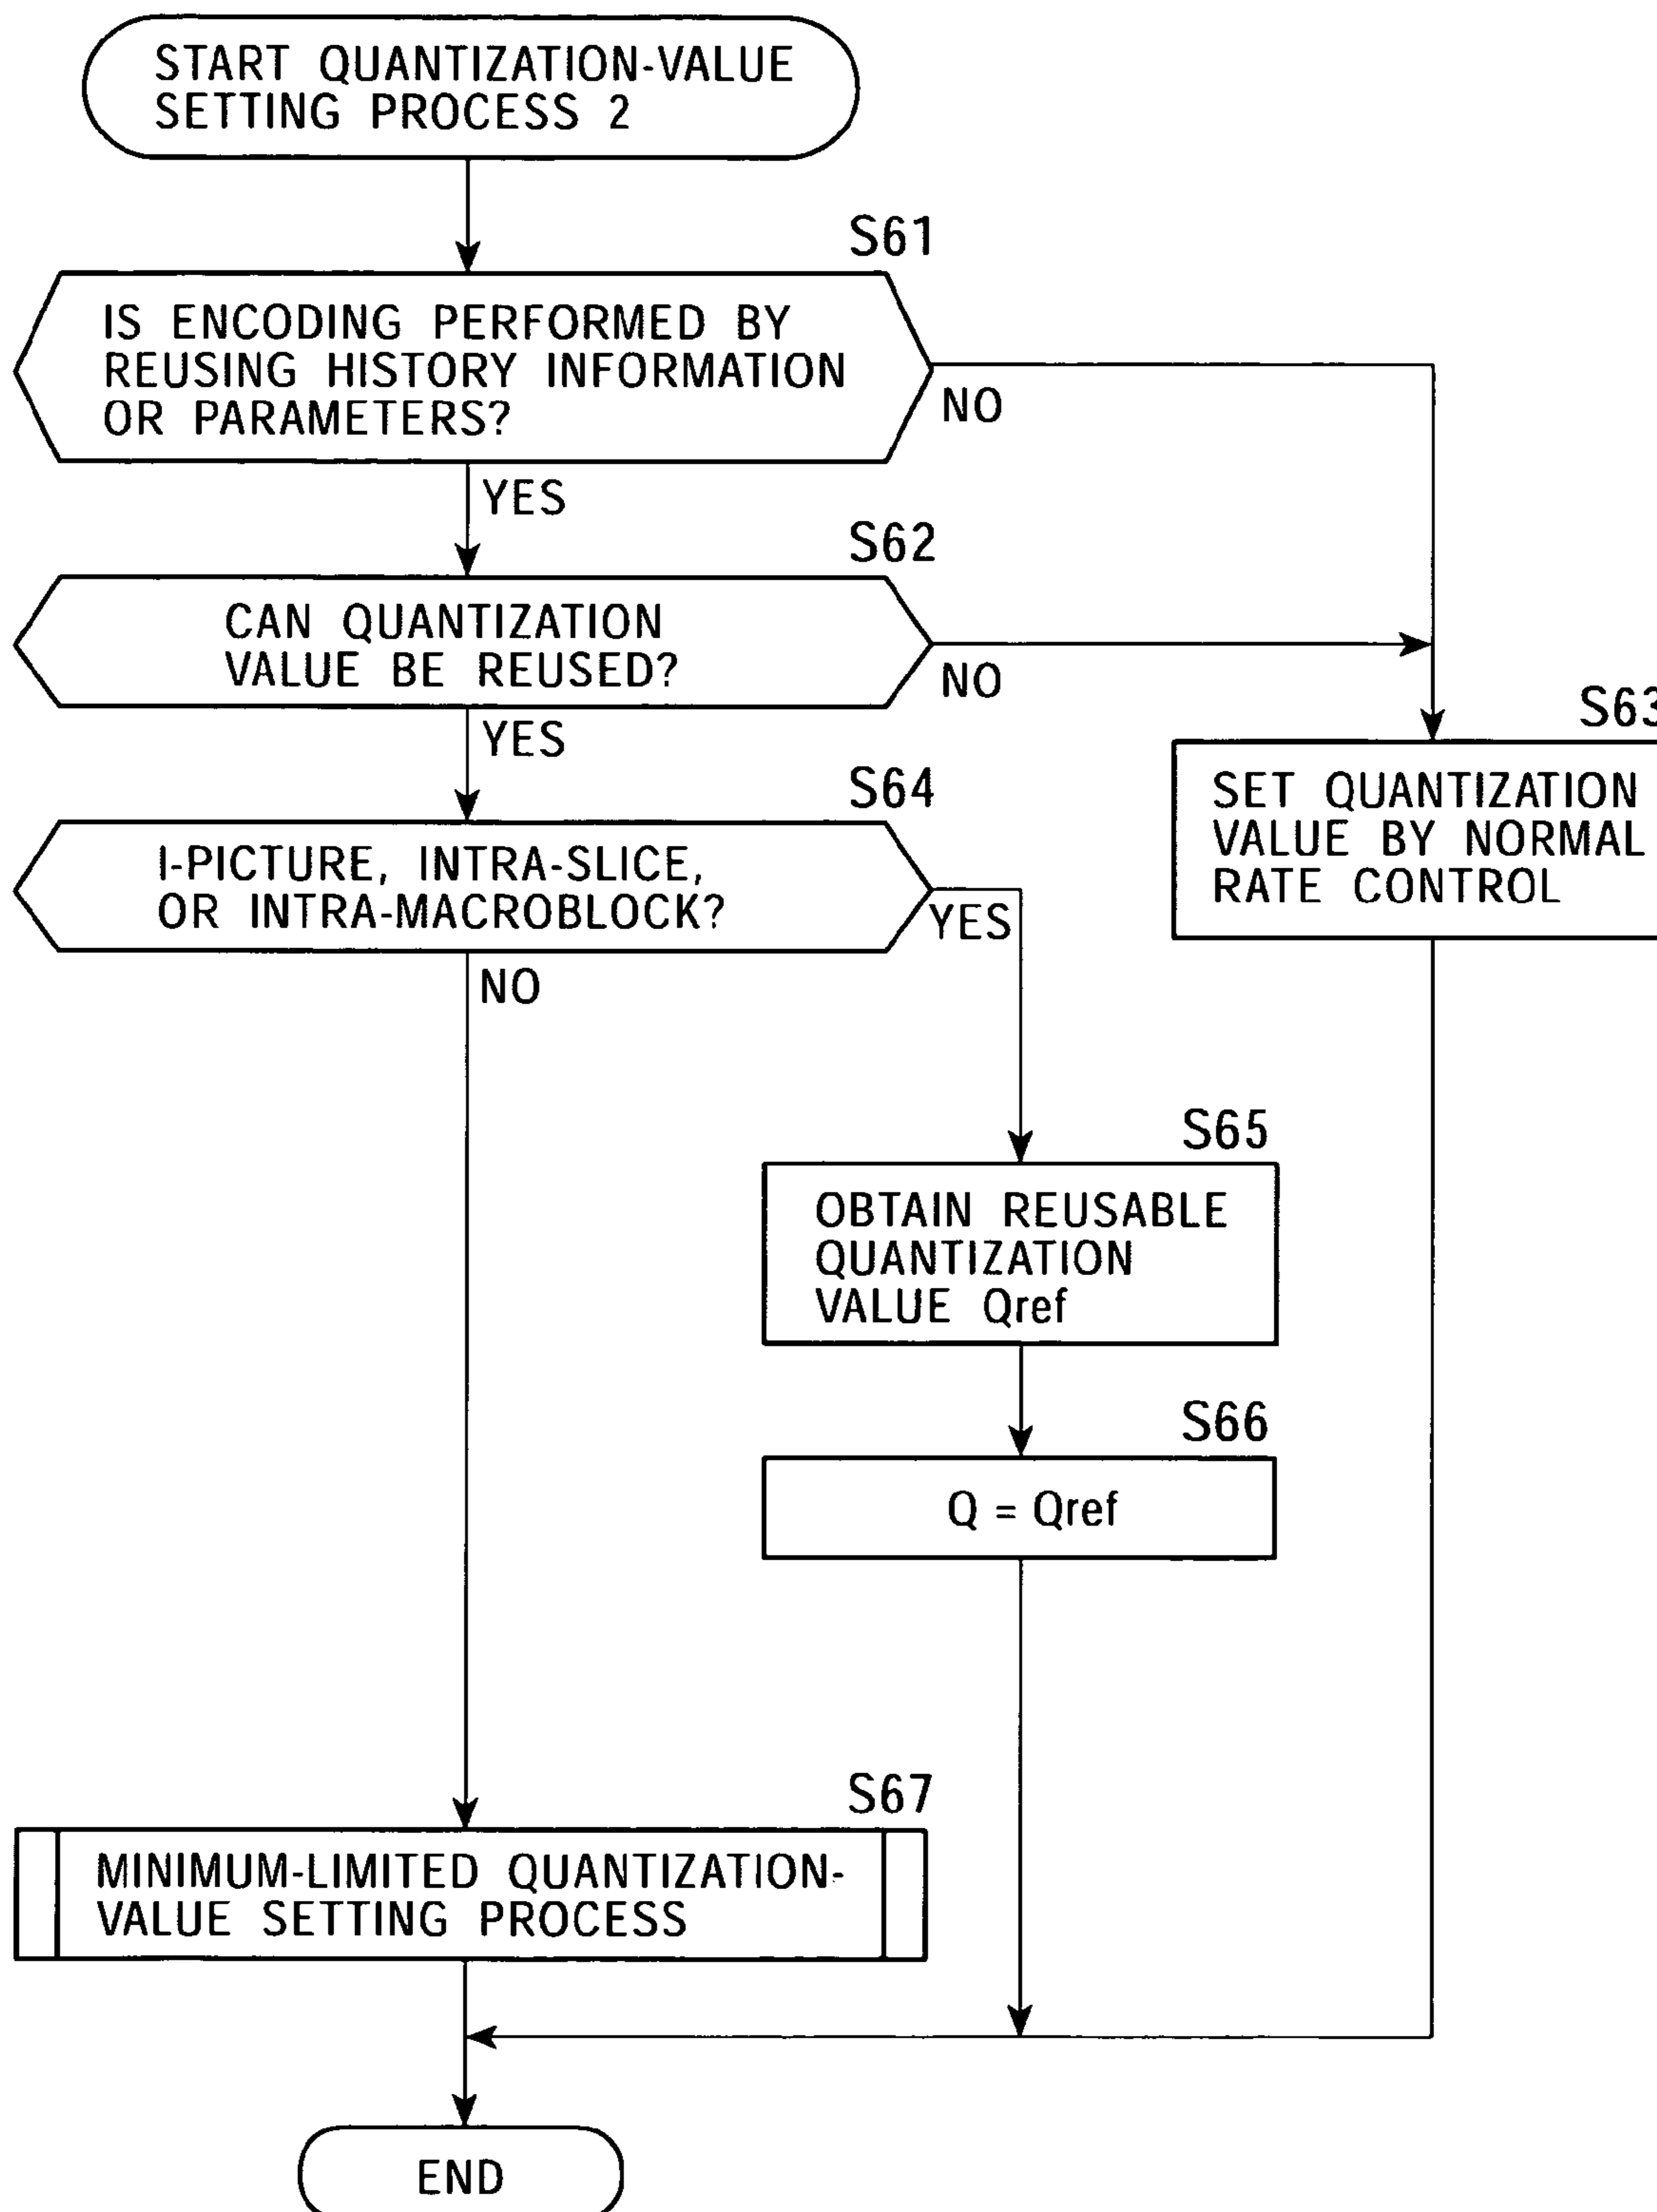 START QUANTIZATION-VALUE
SETTING PROCESS 2
S61
IS ENCODING PERFORMED BY
REUSING HISTORY INFORMATION
OR PARAMETERS?
NO
YES
S62
CAN QUANTIZATION
VALUE BE REUSED?
NO
YES
S63
SET QUANTIZATION
VALUE BY NORMAL
RATE CONTROL
S64
I-PICTURE, INTRA-SLICE,
OR INTRA-MACROBLOCK?
YES
NO
S65
OBTAIN REUSABLE
QUANTIZATION
VALUE Qref
S66
Q = Qref
S67
MINIMUM-LIMITED QUANTIZATION-
VALUE SETTING PROCESS
END